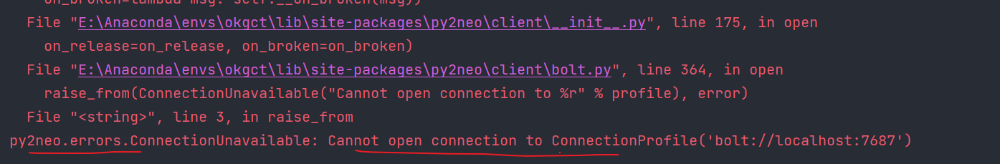 on_broken=lambda msg: self.__on_broken(msg))
File "E:\Anaconda\envs\okgct\lib\site-packages\py2neo\client\__init__.py", line 175, in open
on_release=on_release, on_broken=on_broken)
File "E:\Anaconda\envs\okgct\lib\site-packages\py2neo\client\bolt.py", line 364, in open
raise_from(ConnectionUnavailable("Cannot open connection to %r" % profile), error)
File "<string>", line 3, in raise_from
py2neo.errors.ConnectionUnavailable: Cannot open connection to ConnectionProfile('bolt://localhost:7687')